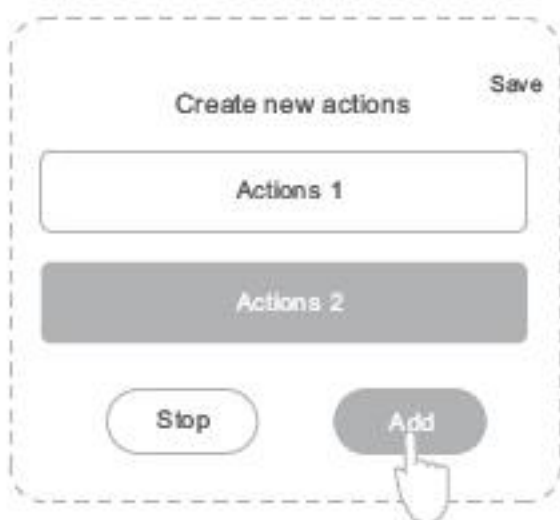 Save
Create new actions
Actions 1
Actions 2
Stop
Add